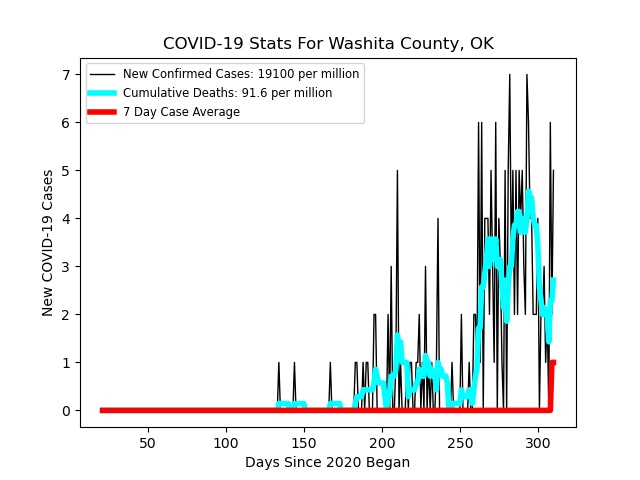 COVID-19 Stats For Washita County, OK
New Confirmed Cases: 19100 per million
Cumulative Deaths: 91.6 per million
7 Day Case Average
New COVID-19 Cases
7
6
5
4
3
2
1
0
50 100 150 200 250 300
Days Since 2020 Began